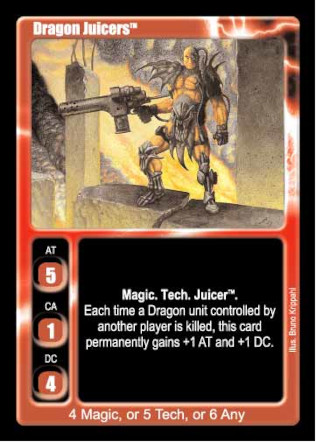 Dragon Juicers™
AT
5
CA
1
DC
4
Magic. Tech. Juicer™.
Each time a Dragon unit controlled by
another player is killed, this card
permanently gains +1 AT and +1 DC.
Illus. Bruno Krippahl
4 Magic, or 5 Tech, or 6 Any